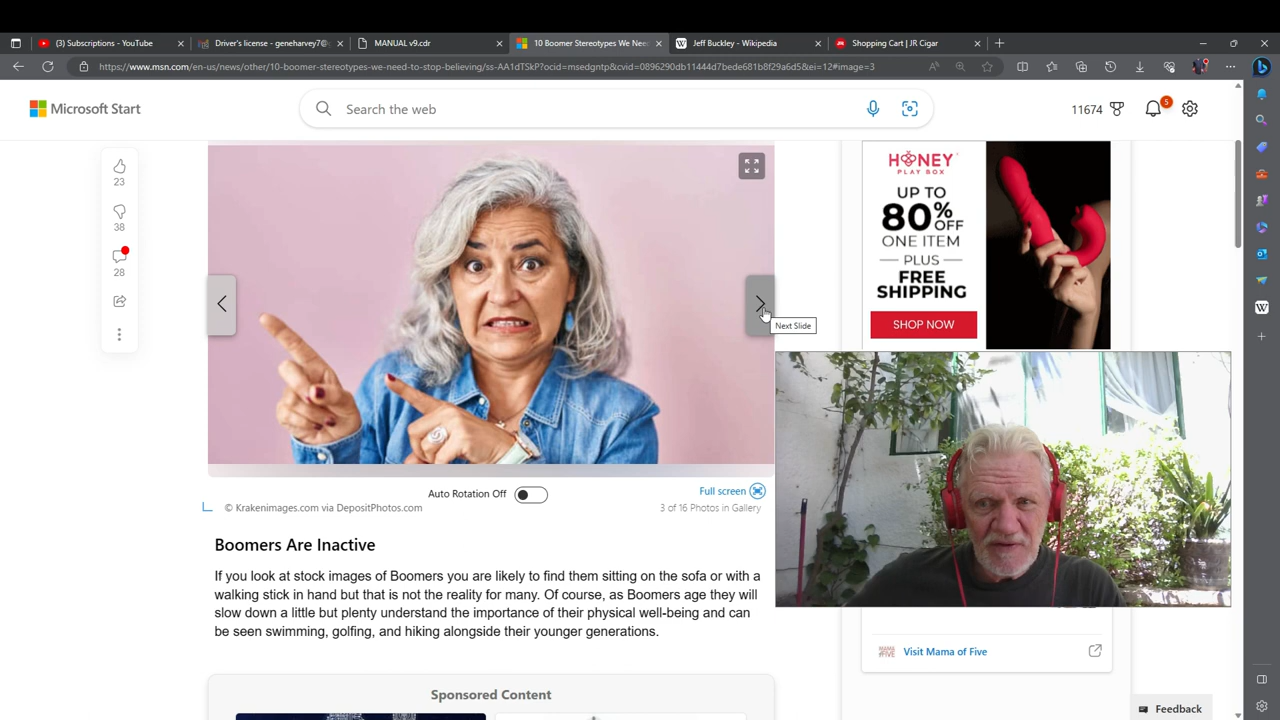 (3) Subscriptions - YouTube
Driver's license - geneharvey7@c
MANUAL v9.cdr
10 Boomer Stereotypes We Nee
Jeff Buckley - Wikipedia
Shopping Cart | JR Cigar
https://www.msn.com/en-us/news/other/10-boomer-stereotypes-we-need-to-stop-believing/ss-AA1dTSkP?ocid=msedgntp&cvid=0896290db11444d7bede681b8f29a6d5&ei=12#image=3
Microsoft Start
Search the web
11674
5
23
38
28
HONEY
PLAY BOX
UP TO
80% OFF
ONE ITEM
PLUS
FREE
SHIPPING
SHOP NOW
Next Slide
Auto Rotation Off
Full screen
© Krakenimages.com via DepositPhotos.com
3 of 16 Photos in Gallery
Boomers Are Inactive
If you look at stock images of Boomers you are likely to find them sitting on the sofa or with a
walking stick in hand but that is not the reality for many. Of course, as Boomers age they will
slow down a little but plenty understand the importance of their physical well-being and can
be seen swimming, golfing, and hiking alongside their younger generations.
Visit Mama of Five
Sponsored Content
Feedback